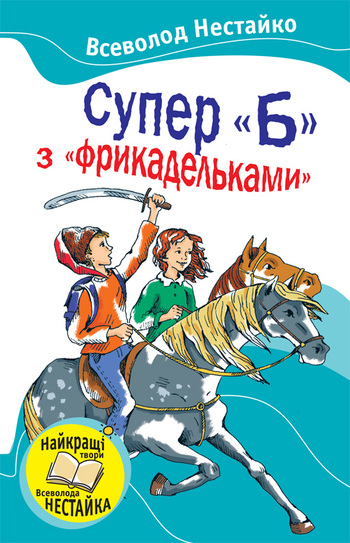 Всеволод Нестайко
Супер «Б»
з «фрикадельками»
Найкращі
твори
Всеволода
НЕСТАЙКА